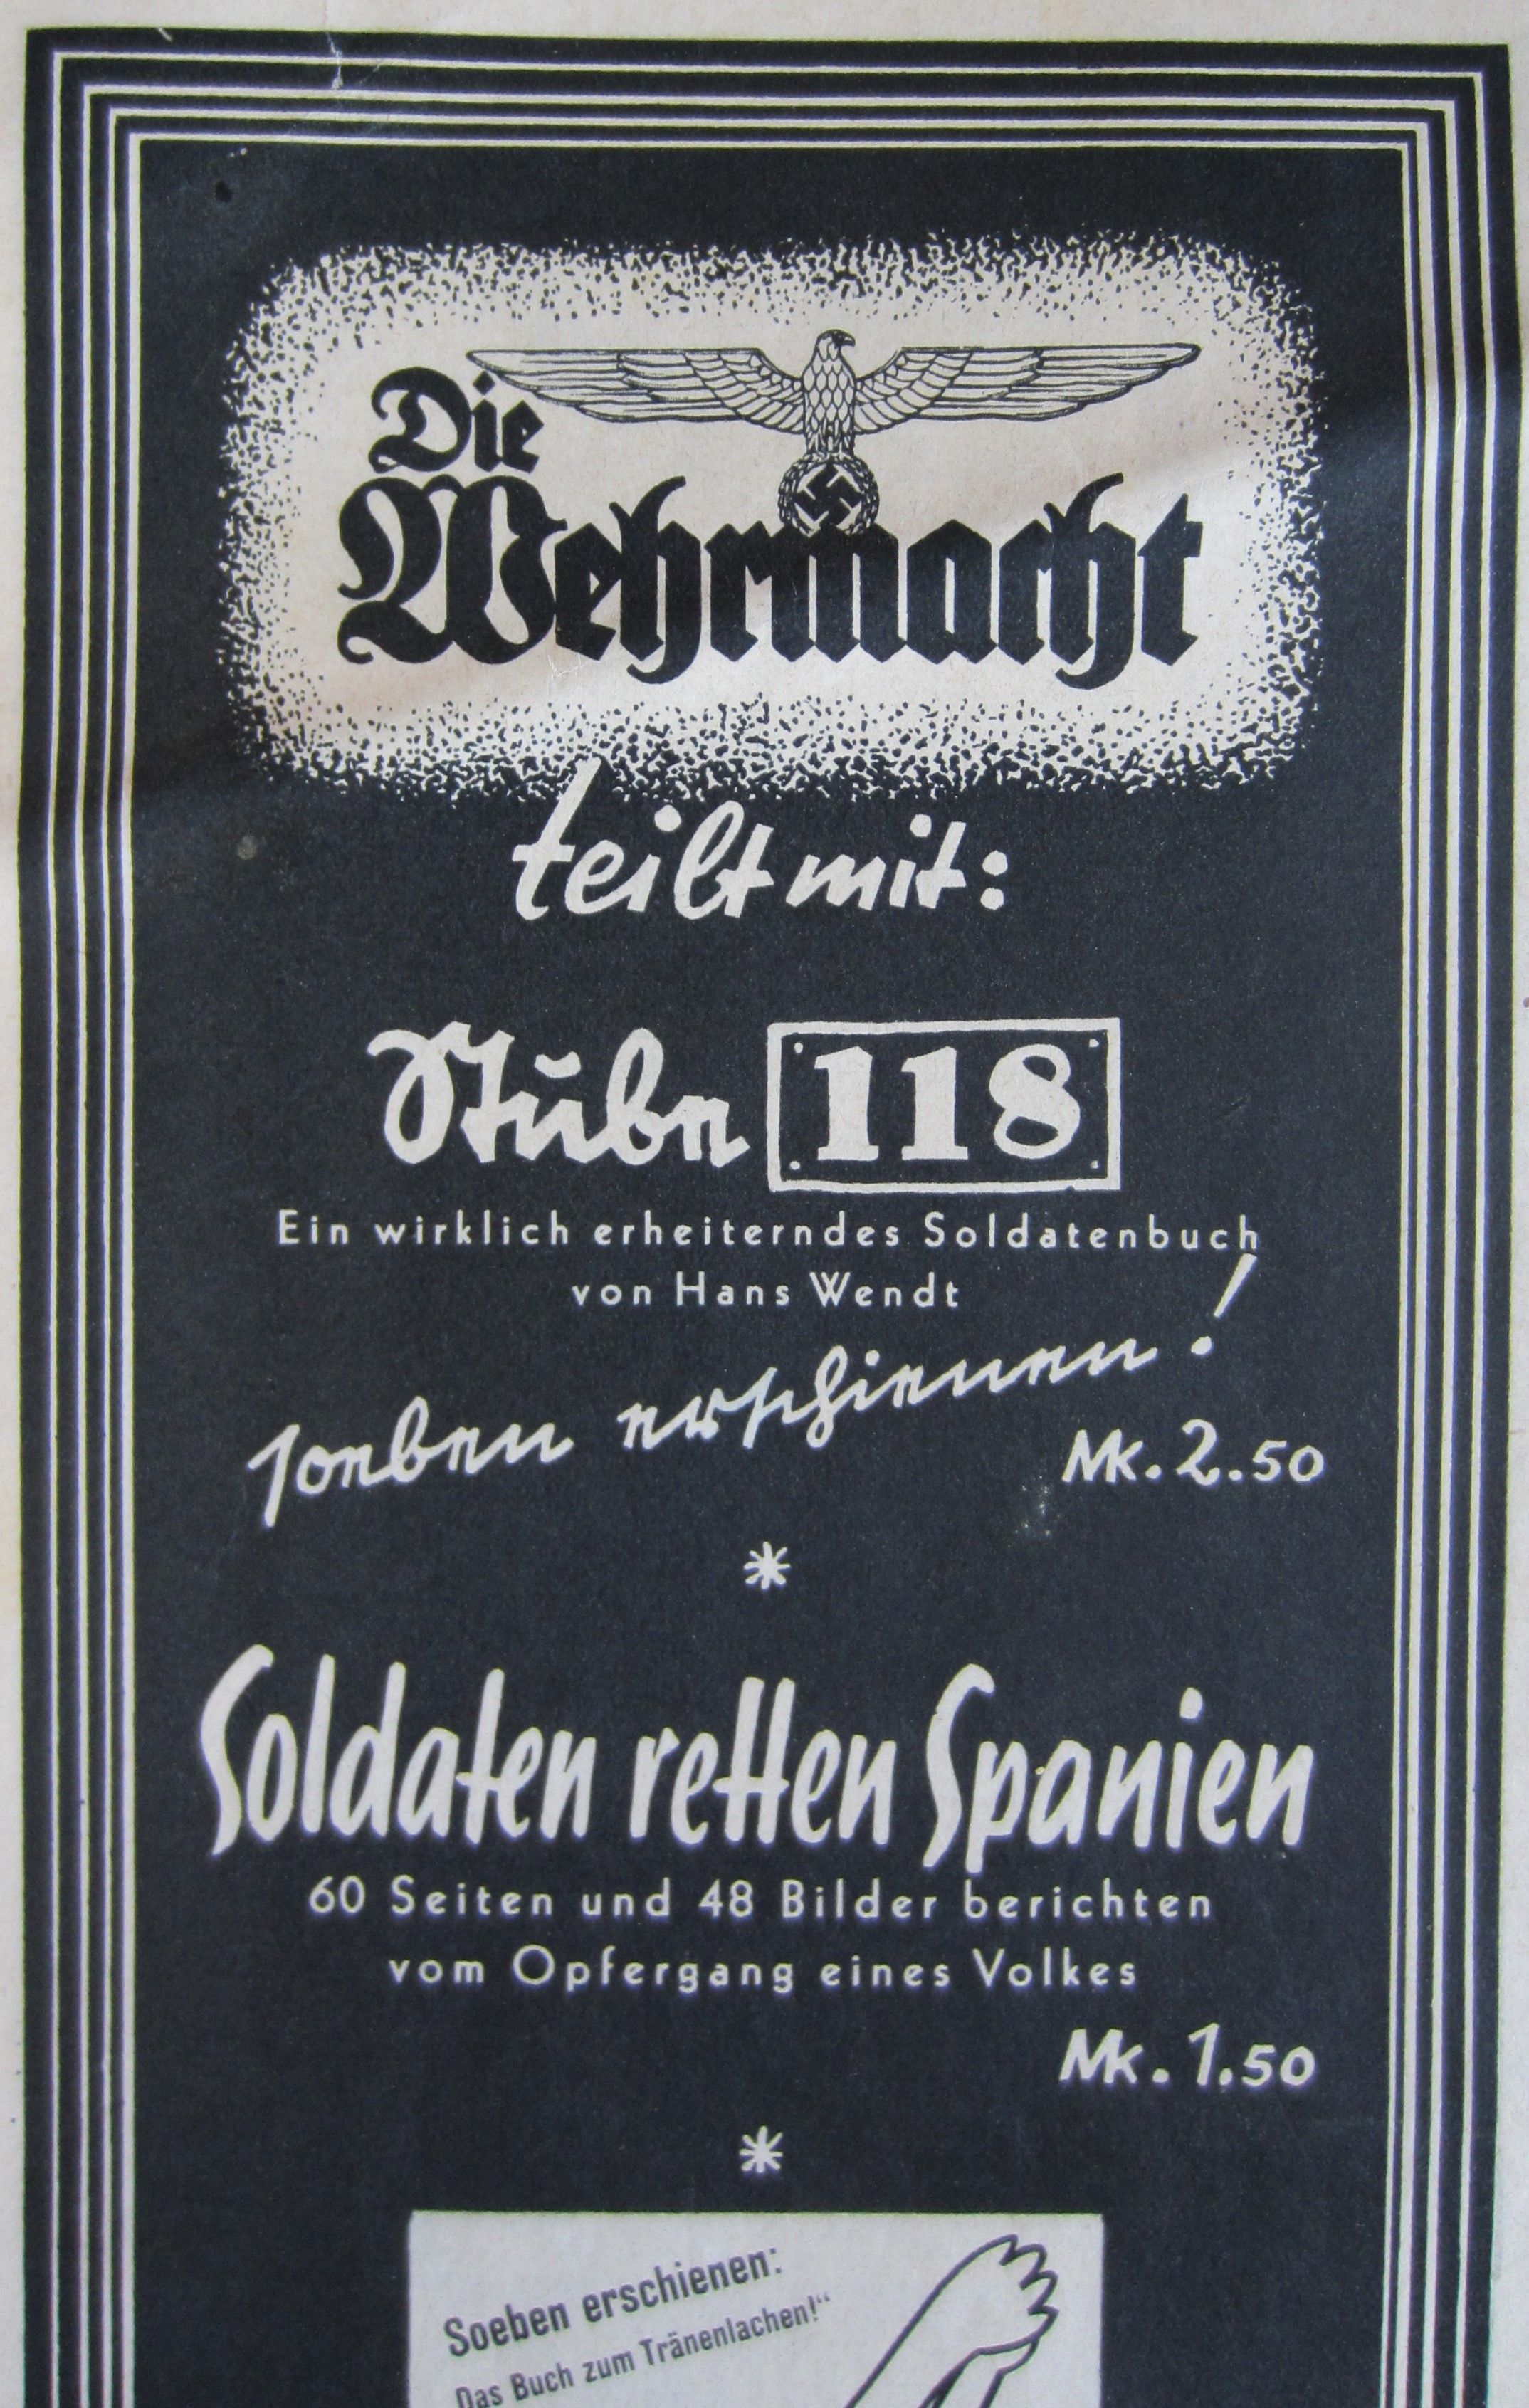 Die
Wehrmacht
teilt mit:
Stube 118
Ein wirklich erheiterndes Soldatenbuch
von Hans Wendt
soeben erschienen!
Mk. 2.50
*
Soldaten retten Spanien
60 Seiten und 48 Bilder berichten
vom Opfergang eines Volkes
Mk. 1.50
*
Soeben erschienen:
Das Buch zum Tränenlachen!“